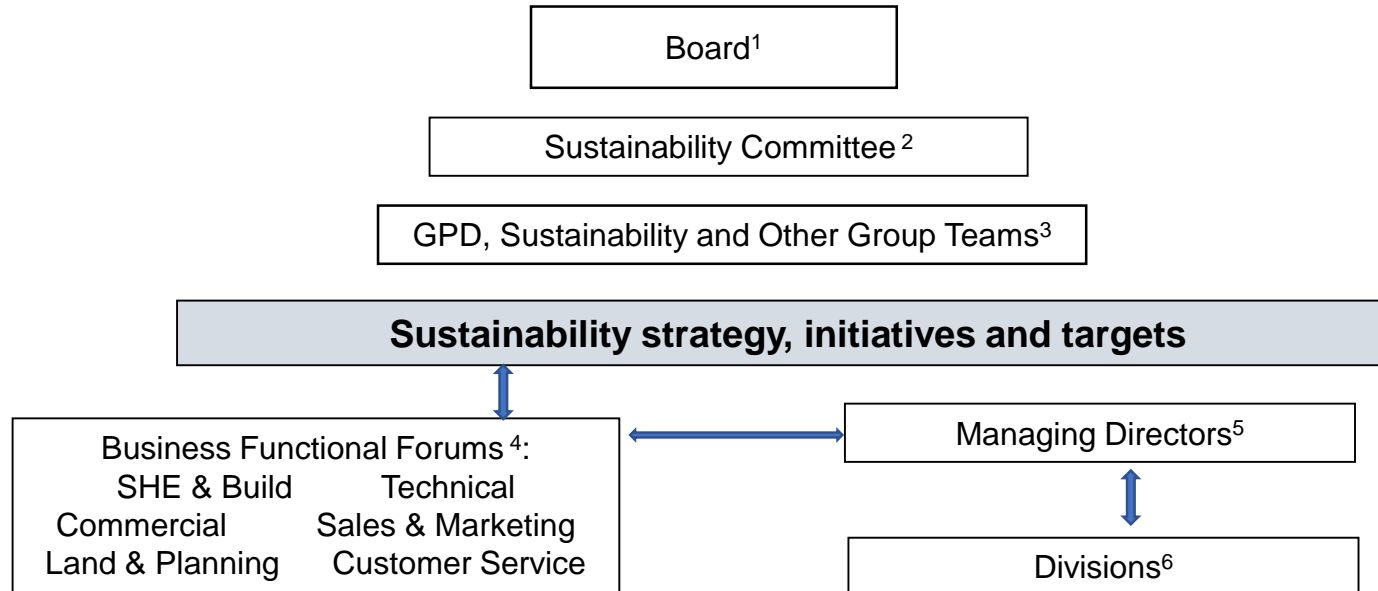 Board¹
Sustainability Committee ²
GPD, Sustainability and Other Group Teams³
Sustainability strategy, initiatives and targets
Business Functional Forums ⁴:
SHE & Build Technical
Commercial Sales & Marketing
Land & Planning Customer Service
Managing Directors⁵
Divisions⁶